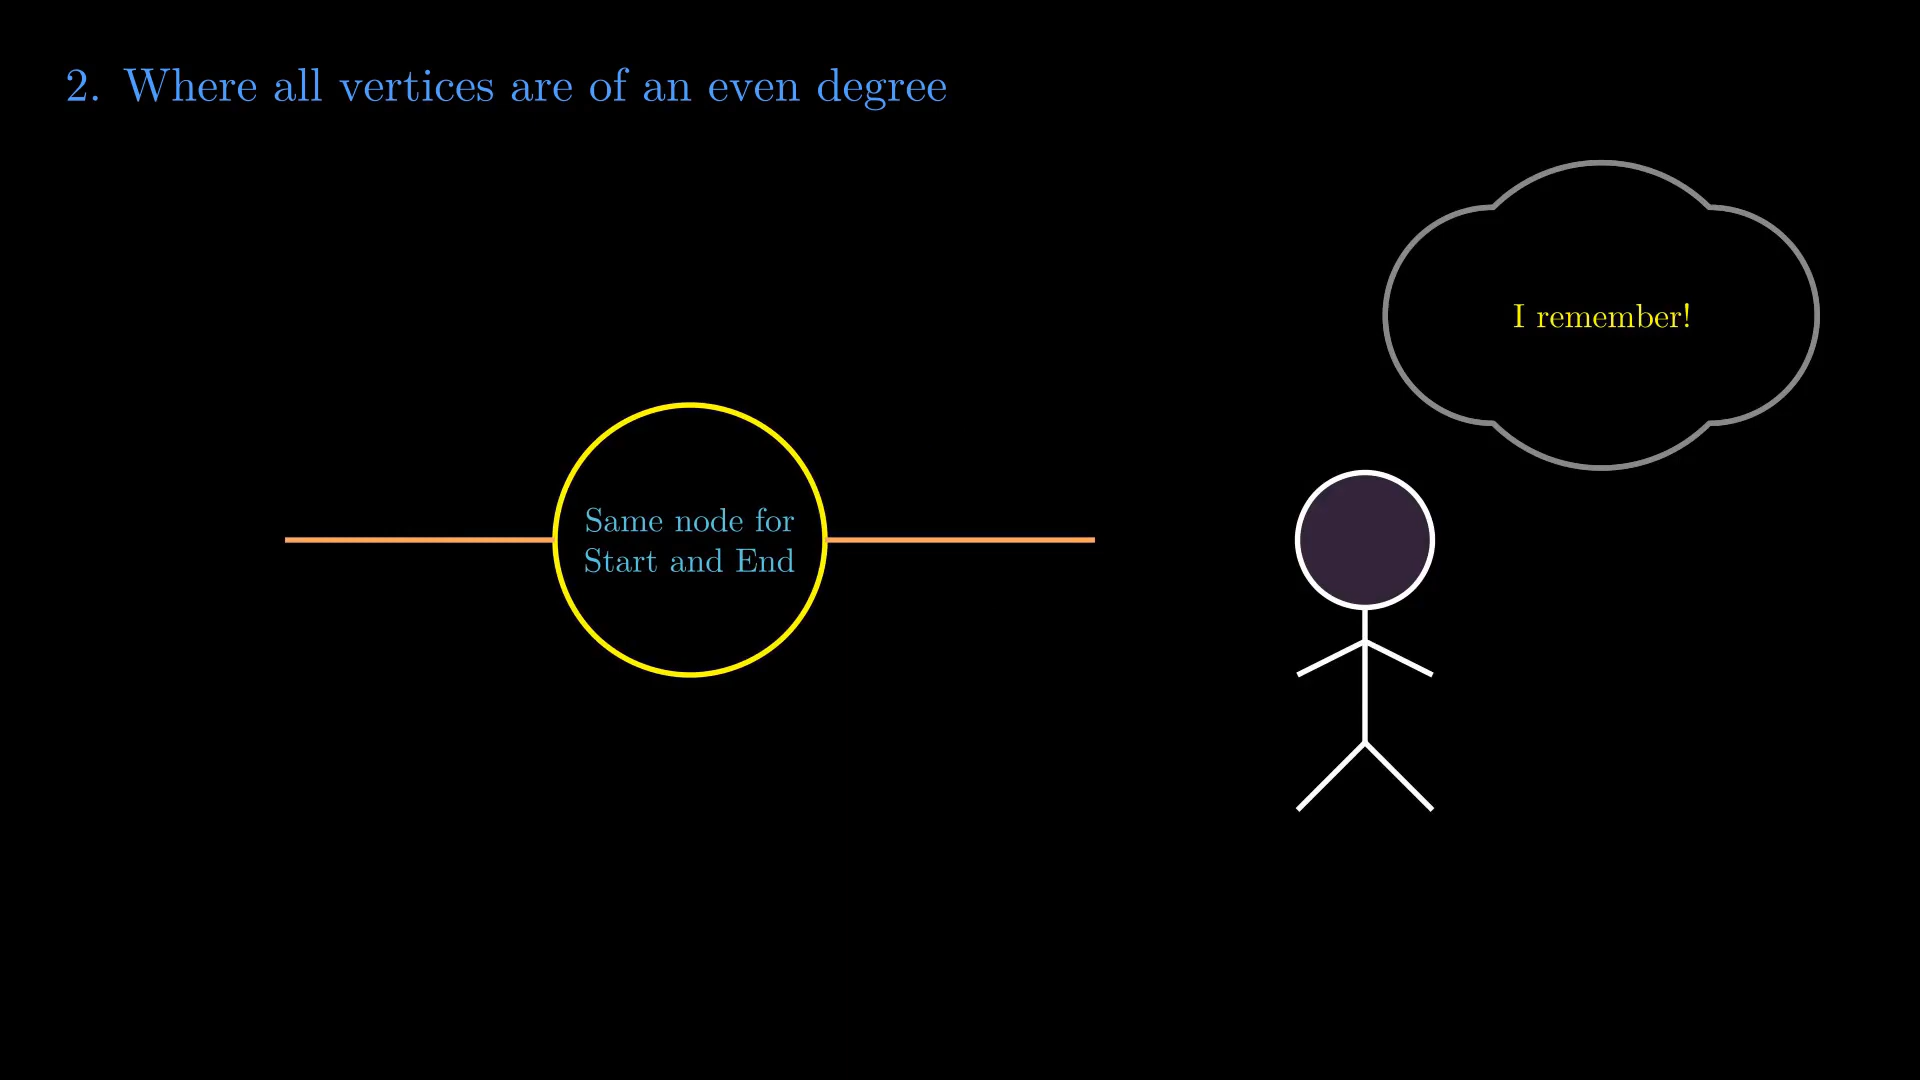 2. Where all vertices are of an even degree
I remember!
Same node for
Start and End